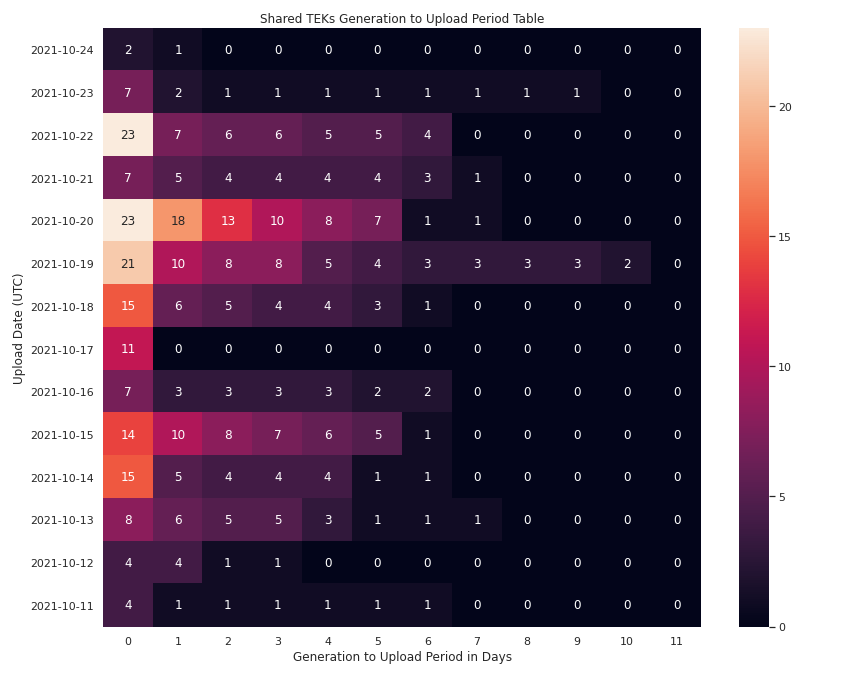 Shared TEKs Generation to Upload Period Table
Upload Date (UTC)
2021-10-24 2 1 0 0 0 0 0 0 0 0 0 0
2021-10-23 7 2 1 1 1 1 1 1 1 1 0 0
2021-10-22 23 7 6 6 5 5 4 0 0 0 0 0
2021-10-21 7 5 4 4 4 4 3 1 0 0 0 0
2021-10-20 23 18 13 10 8 7 1 1 0 0 0 0
2021-10-19 21 10 8 8 5 4 3 3 3 3 2 0
2021-10-18 15 6 5 4 4 3 1 0 0 0 0 0
2021-10-17 11 0 0 0 0 0 0 0 0 0 0 0
2021-10-16 7 3 3 3 3 2 2 0 0 0 0 0
2021-10-15 14 10 8 7 6 5 1 0 0 0 0 0
2021-10-14 15 5 4 4 4 1 1 0 0 0 0 0
2021-10-13 8 6 5 5 3 1 1 1 0 0 0 0
2021-10-12 4 4 1 1 0 0 0 0 0 0 0 0
2021-10-11 4 1 1 1 1 1 1 0 0 0 0 0
0 1 2 3 4 5 6 7 8 9 10 11
Generation to Upload Period in Days
20
15
10
5
0